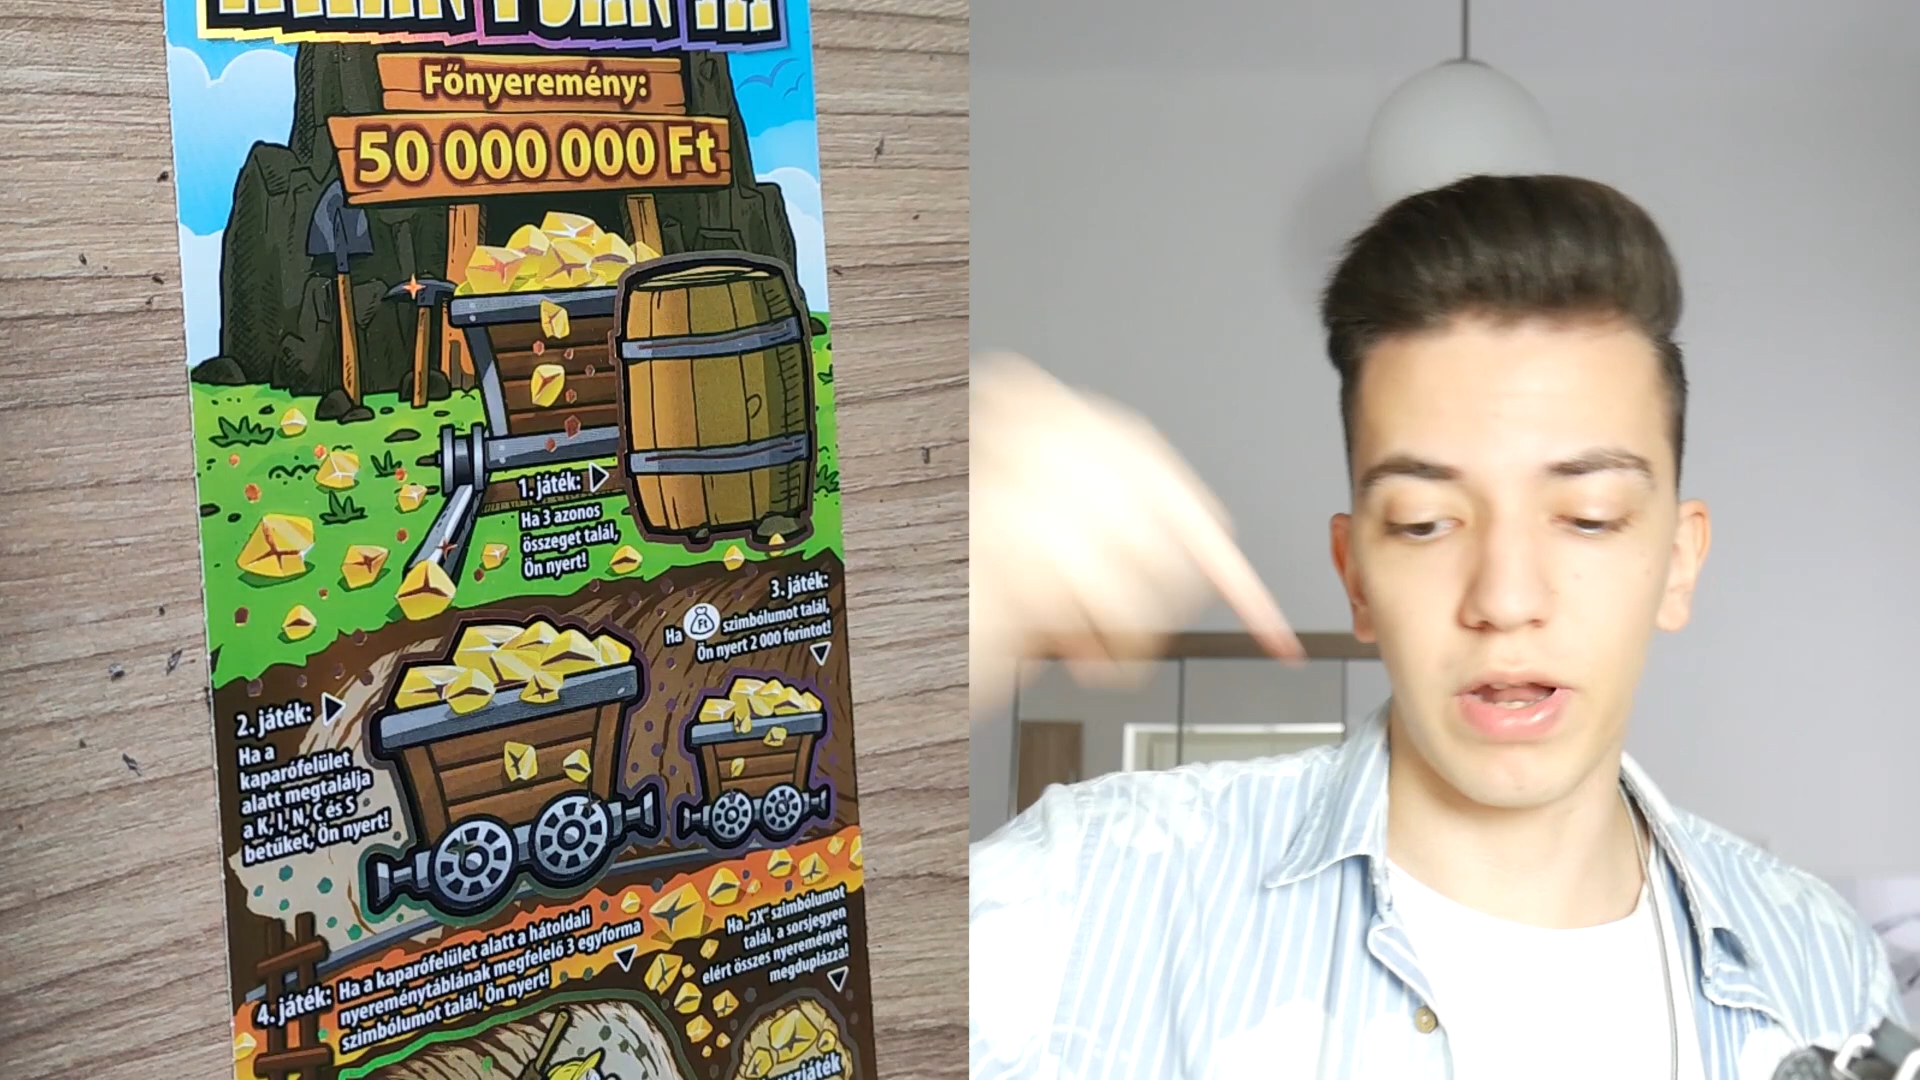 Főnyeremény:
50 000 000 Ft
1. játék:
Ha 3 azonos
összeget talál,
Ön nyert!
3. játék:
Ha Ft szimbólumot talál,
Ön nyert 2 000 forintot!
2. játék:
Ha a
kaparófelület
alatt megtalálja
a K, I, N, C és S
betűket, Ön nyert!
4. játék:
Ha a kaparófelület alatt a hátoldali
nyereménytáblának megfelelő 3 egyforma
szimbólumot talál, Ön nyert!
Ha „2X” szimbólumot
talál, a sorsjegyen
elért összes nyereményét
megduplázza!